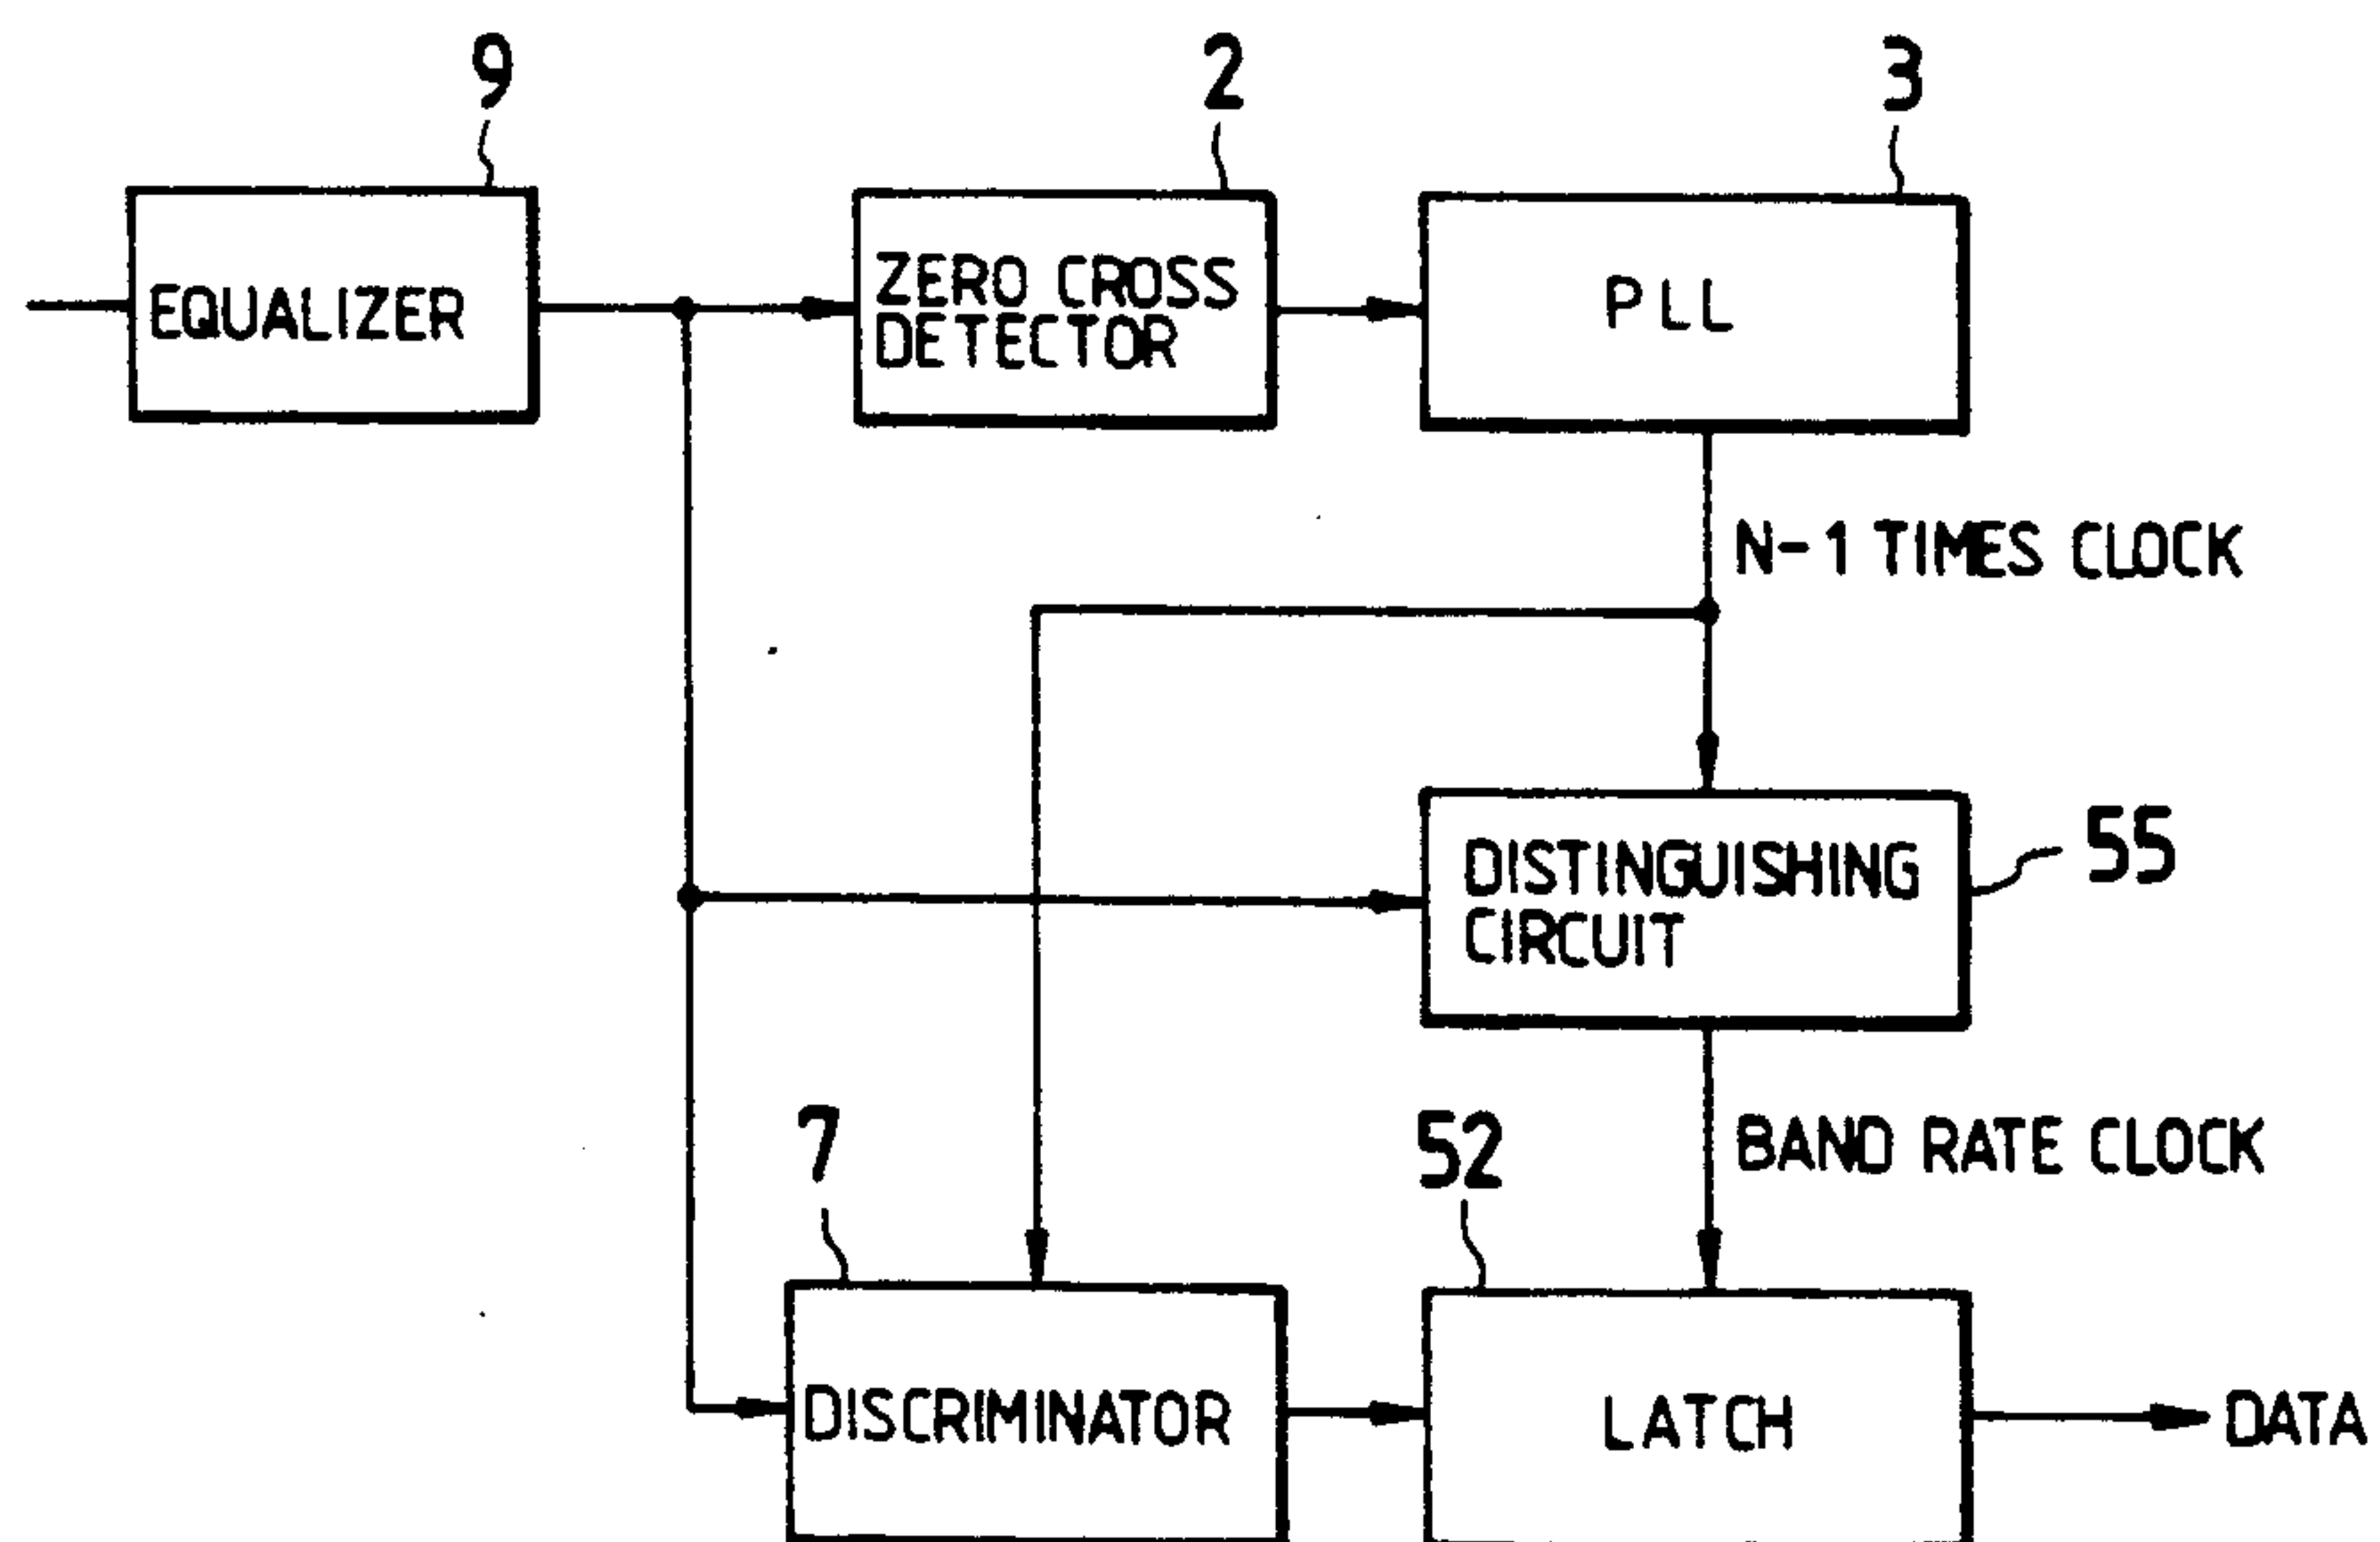 9
2
3
EQUALIZER
ZERO CROSS
DETECTOR
PLL
N-1 TIMES CLOCK
DISTINGUISHING
CIRCUIT
55
7
52
BAND RATE CLOCK
DISCRIMINATOR
LATCH
DATA